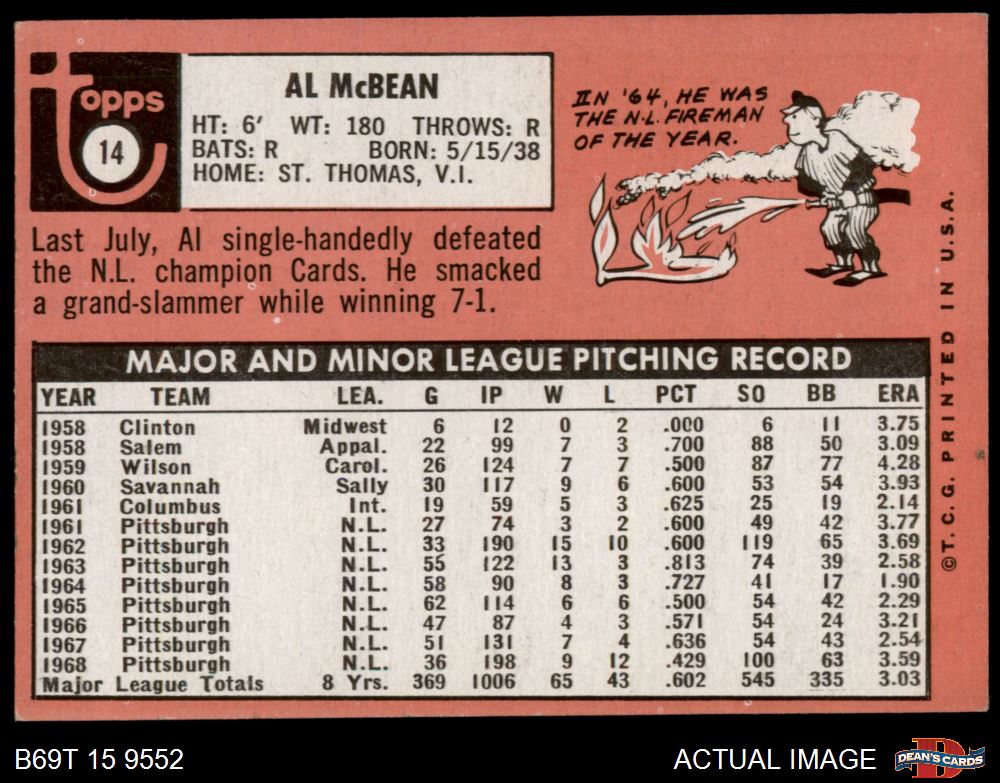 Topps
14
AL McBEAN
HT: 6' WT: 180 THROWS: R
BATS: R BORN: 5/15/38
HOME: ST. THOMAS, V.I.
IN '64, HE WAS
THE N.L. FIREMAN
OF THE YEAR.
Last July, Al single-handedly defeated
the N.L. champion Cards. He smacked
a grand-slammer while winning 7-1.
MAJOR AND MINOR LEAGUE PITCHING RECORD
YEAR TEAM LEA. G IP W L PCT SO BB ERA
1958 Clinton Midwest 6 12 0 2 .000 6 11 3.75
1958 Salem Appal. 22 99 7 3 .700 88 50 3.09
1959 Wilson Carol. 26 124 7 7 .500 87 77 4.28
1960 Savannah Sally 30 117 9 6 .600 53 54 3.93
1961 Columbus Int. 19 59 5 3 .625 25 19 2.14
1961 Pittsburgh N.L. 27 74 3 2 .600 49 42 3.77
1962 Pittsburgh N.L. 33 190 15 10 .600 119 65 3.69
1963 Pittsburgh N.L. 55 122 13 3 .813 74 39 2.58
1964 Pittsburgh N.L. 58 90 8 3 .727 41 17 1.90
1965 Pittsburgh N.L. 62 114 6 6 .500 54 42 2.29
1966 Pittsburgh N.L. 47 87 4 3 .571 54 24 3.21
1967 Pittsburgh N.L. 51 131 7 4 .636 54 43 2.54
1968 Pittsburgh N.L. 36 198 9 12 .429 100 63 3.59
Major League Totals 8 Yrs. 369 1006 65 43 .602 545 335 3.03
©T.C.G. PRINTED IN U.S.A.
B69T 15 9552
ACTUAL IMAGE
DEAN'S CARDS